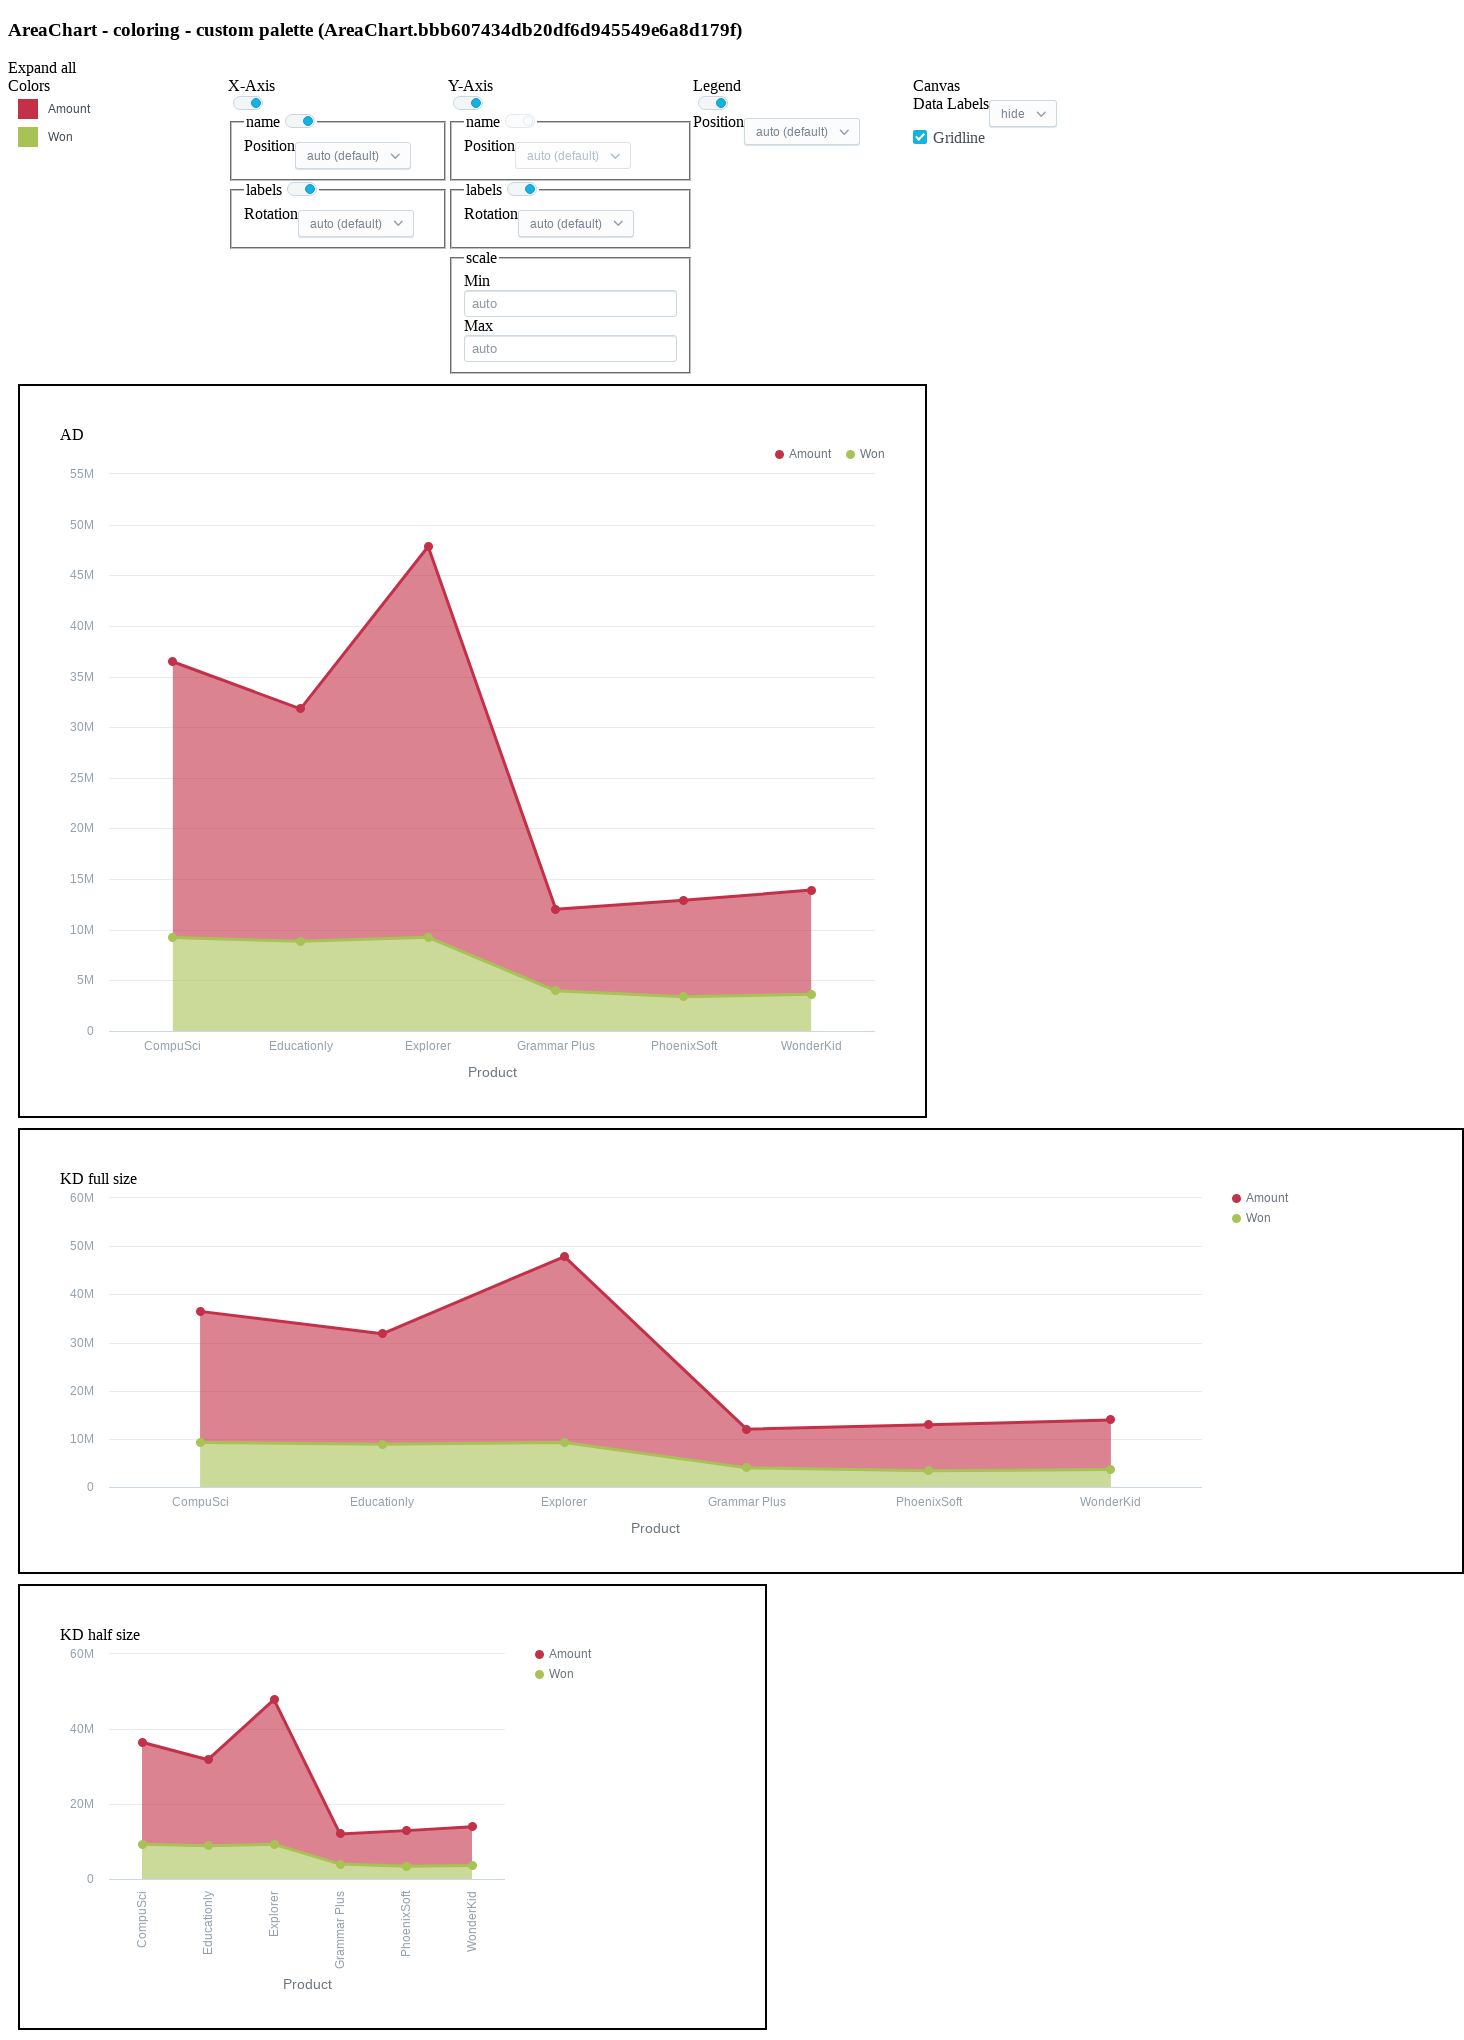 AreaChart - coloring - custom palette (AreaChart.bbb607434db20df6d945549e6a8d179f)
Expand all
Colors
Amount
Won
X-Axis
name
Position auto (default)
labels
Rotation auto (default)
Y-Axis
name
Position auto (default)
labels
Rotation auto (default)
scale
Min
auto
Max
auto
Legend
Position auto (default)
Canvas
Data Labels hide
Gridline
AD
Amount Won
55M
50M
45M
40M
35M
30M
25M
20M
15M
10M
5M
0
CompuSci Educationly Explorer Grammar Plus PhoenixSoft WonderKid
Product
KD full size
Amount
Won
60M
50M
40M
30M
20M
10M
0
CompuSci Educationly Explorer Grammar Plus PhoenixSoft WonderKid
Product
KD half size
Amount
Won
60M
40M
20M
0
CompuSci Educationly Explorer Grammar Plus PhoenixSoft WonderKid
Product